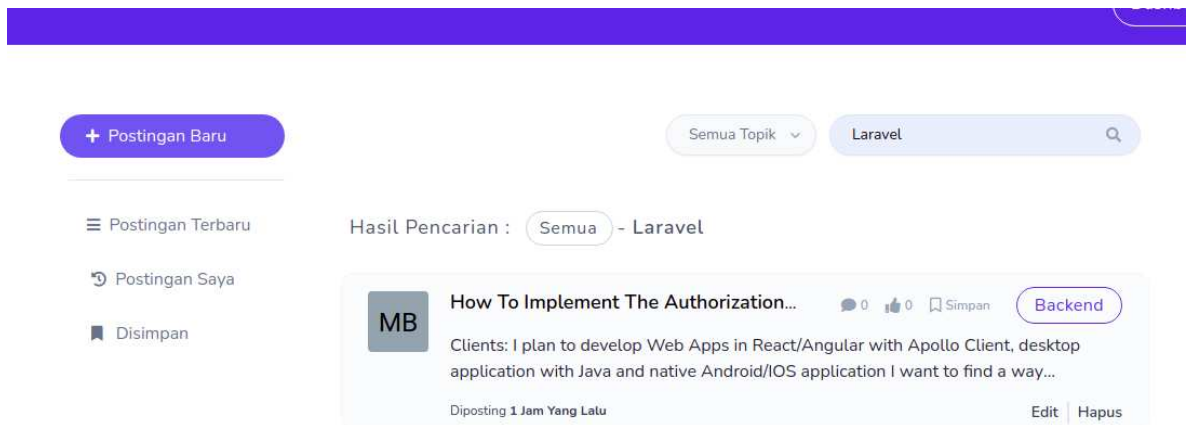 Postingan Baru
Semua Topik
Laravel
Postingan Terbaru
Postingan Saya
Disimpan
Hasil Pencarian : Semua - Laravel
MB
How To Implement The Authorization...
0 0 Simpan
Backend
Clients: I plan to develop Web Apps in React/Angular with Apollo Client, desktop
application with Java and native Android/IOS application I want to find a way...
Diposting 1 Jam Yang Lalu
Edit Hapus